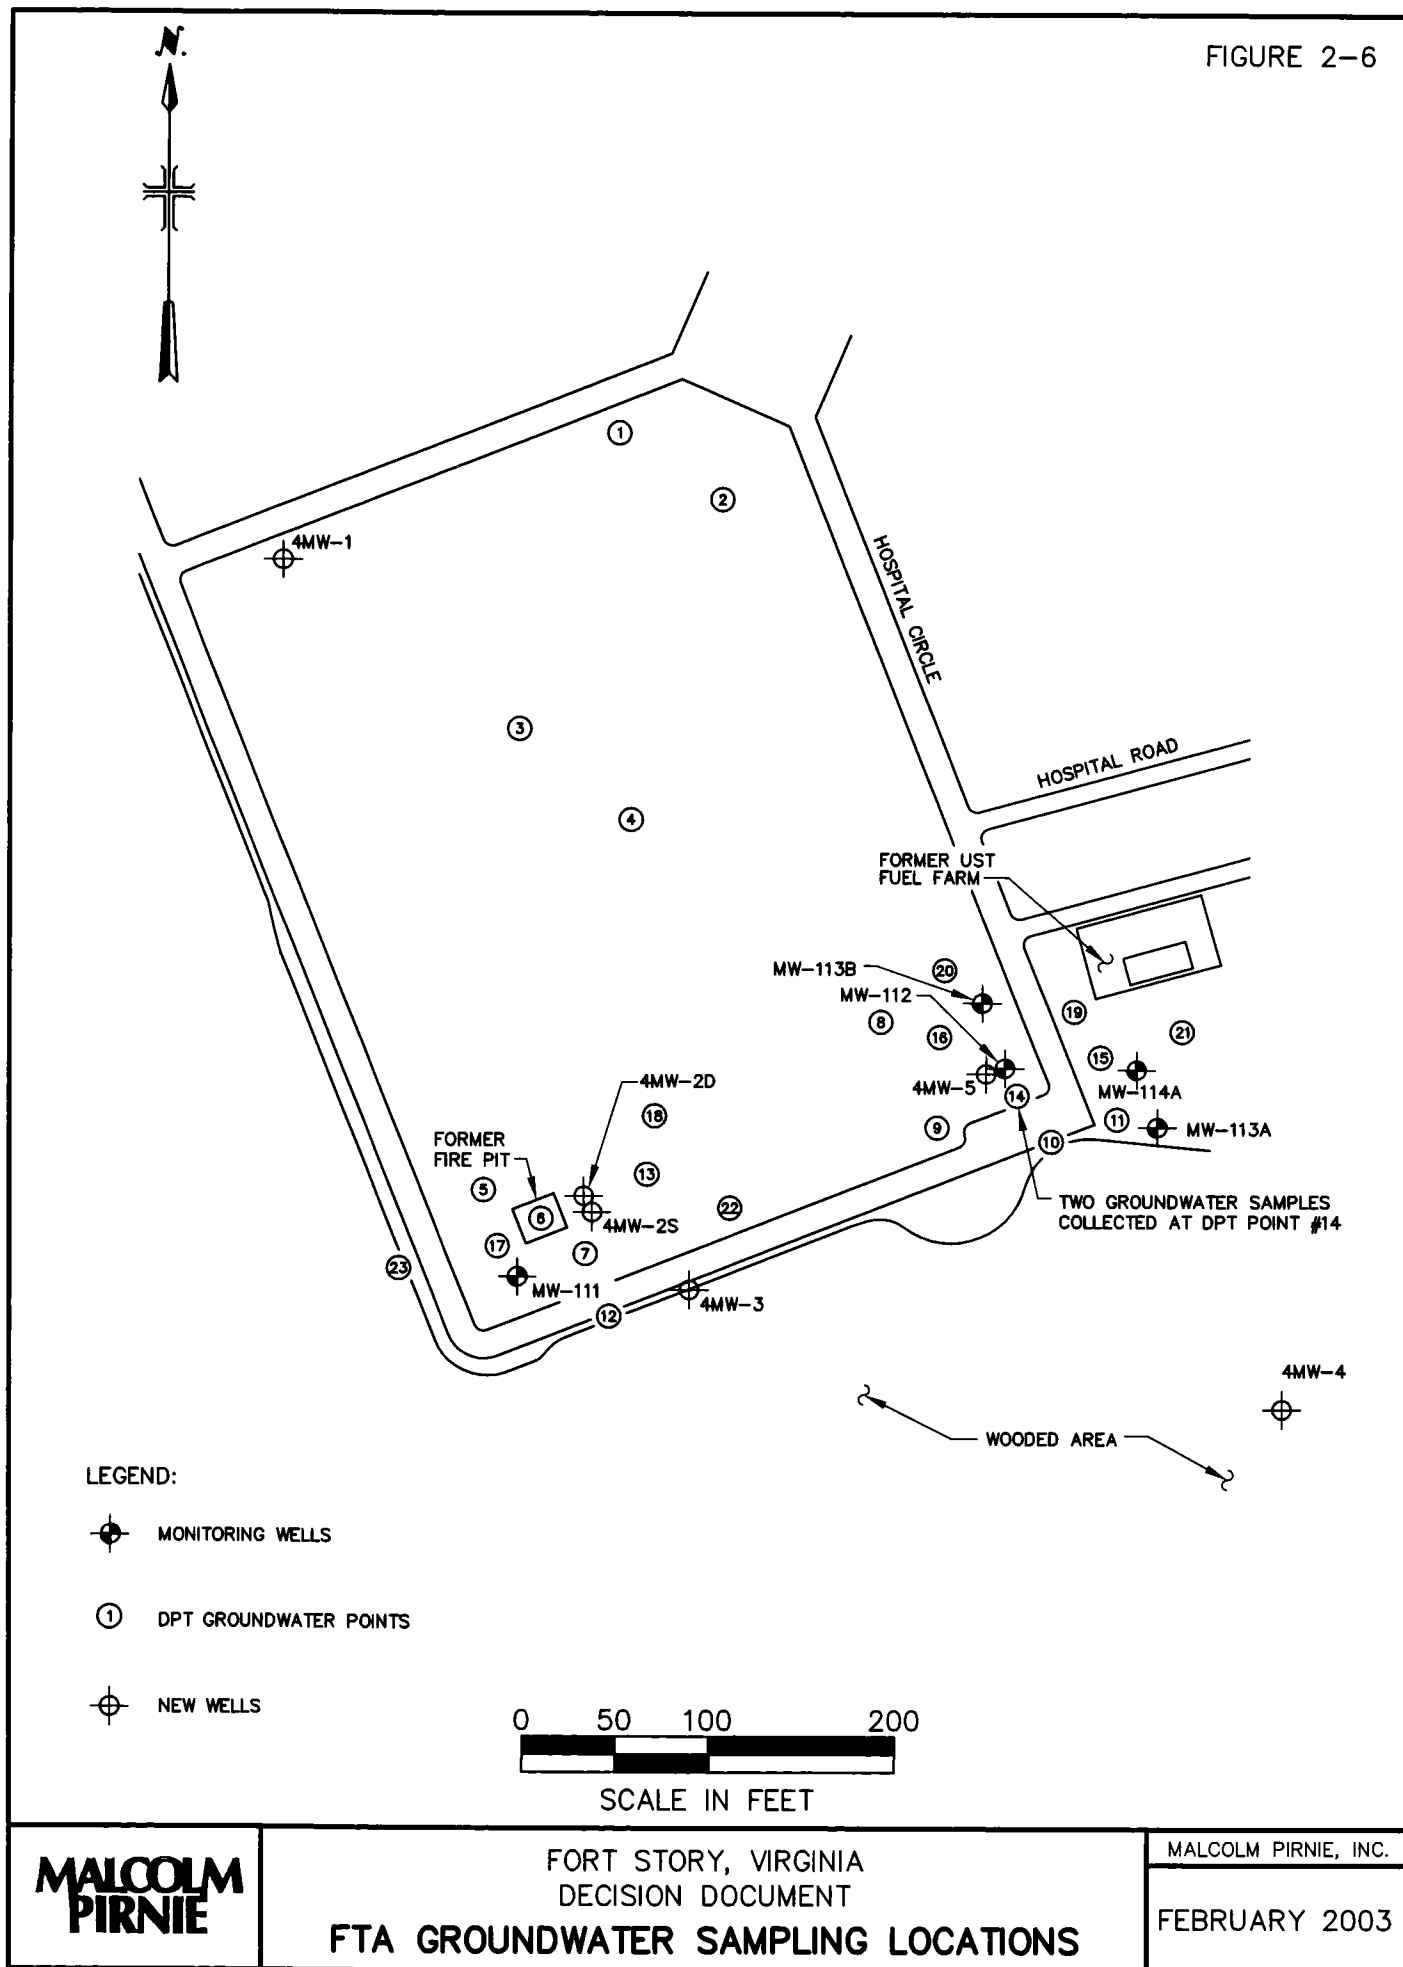 N.
FIGURE 2-6
1
2
4MW-1
HOSPITAL CIRCLE
3
HOSPITAL ROAD
4
FORMER UST
FUEL FARM
MW-113B
20
MW-112
8
16
19
21
15
4MW-5
14
MW-114A
4MW-2D
18
9
10
11
MW-113A
FORMER
FIRE PIT
5
13
6
4MW-2S
22
TWO GROUNDWATER SAMPLES
COLLECTED AT DPT POINT #14
17
7
23
MW-111
12
4MW-3
4MW-4
WOODED AREA
LEGEND:
MONITORING WELLS
1 DPT GROUNDWATER POINTS
NEW WELLS
0 50 100 200
SCALE IN FEET
MALCOLM
PIRNIE
FORT STORY, VIRGINIA
DECISION DOCUMENT
FTA GROUNDWATER SAMPLING LOCATIONS
MALCOLM PIRNIE, INC.
FEBRUARY 2003